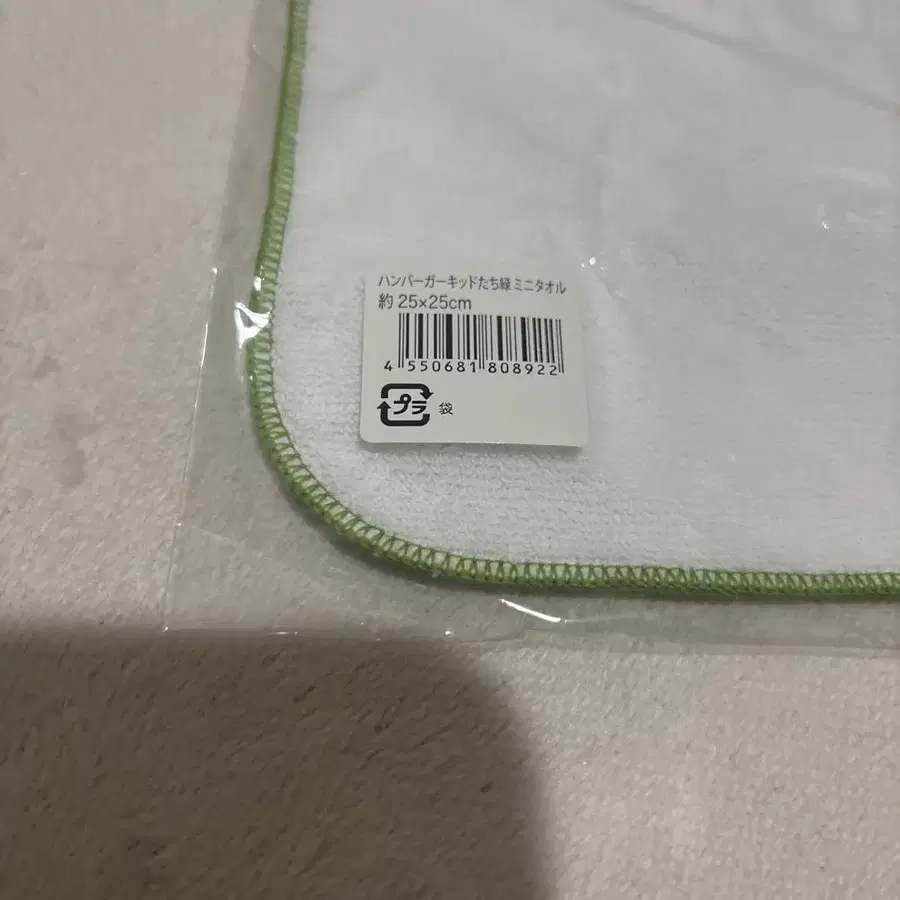 ハンバーガーキッドたち緑 ミニタオル
約 25×25cm
4 550681 808922
プラ 袋